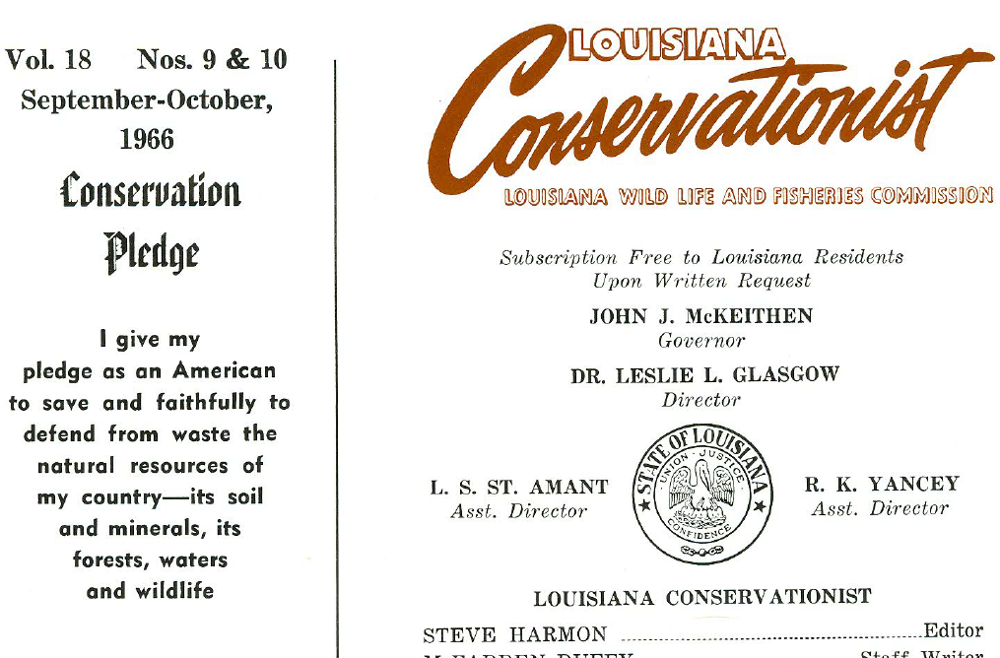 Vol. 18 Nos. 9 & 10
September-October,
1966
Conservation
Pledge
I give my
pledge as an American
to save and faithfully to
defend from waste the
natural resources of
my country—its soil
and minerals, its
forests, waters
and wildlife
LOUISIANA
Conservationist
LOUISIANA WILD LIFE AND FISHERIES COMMISSION
Subscription Free to Louisiana Residents
Upon Written Request
JOHN J. McKEITHEN
Governor
DR. LESLIE L. GLASGOW
Director
L. S. ST. AMANT
Asst. Director
STATE OF LOUISIANA
UNION · JUSTICE
CONFIDENCE
R. K. YANCEY
Asst. Director
LOUISIANA CONSERVATIONIST
STEVE HARMON Editor
McFADDEN DUFFY Staff Writer